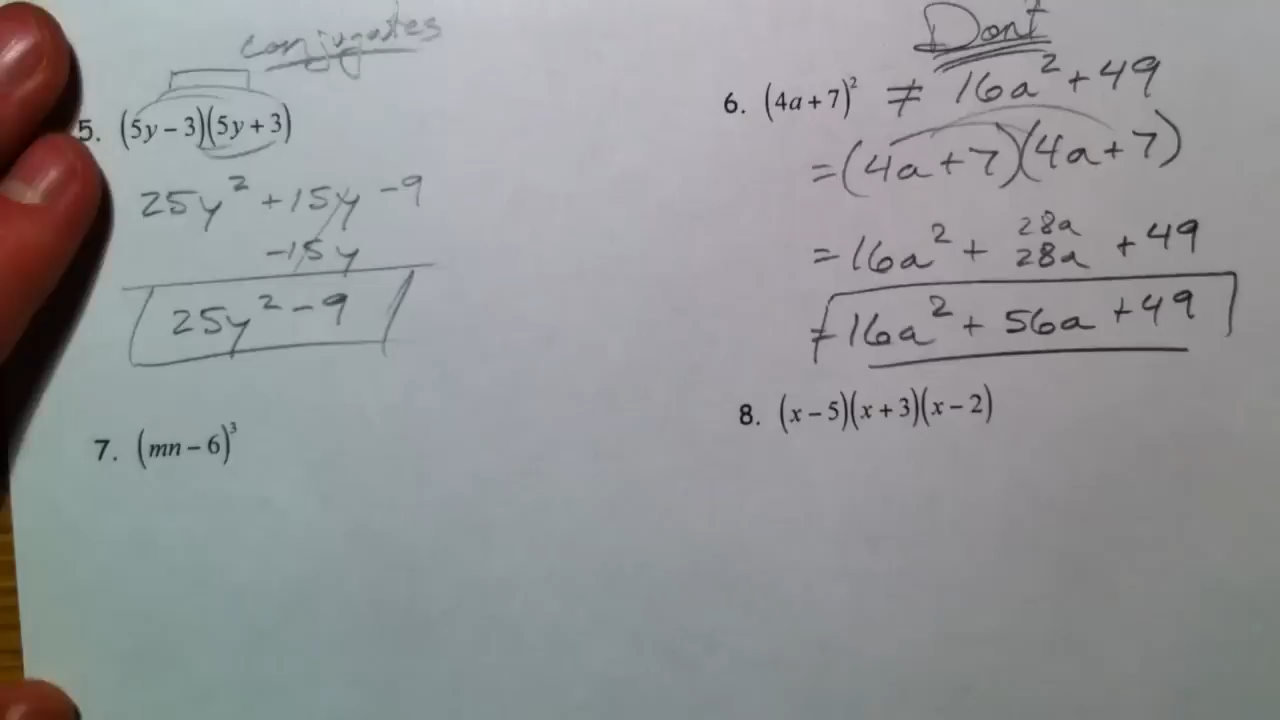 conjugates
5. (5y − 3)(5y + 3)
25y² + 15y − 9
− 15y
25y² − 9
Don't
6. (4a + 7)² ≠ 16a² + 49
= (4a + 7)(4a + 7)
28a
= 16a² + 28a + 49
= 16a² + 56a + 49
7. (mn − 6)³
8. (x − 5)(x + 3)(x − 2)